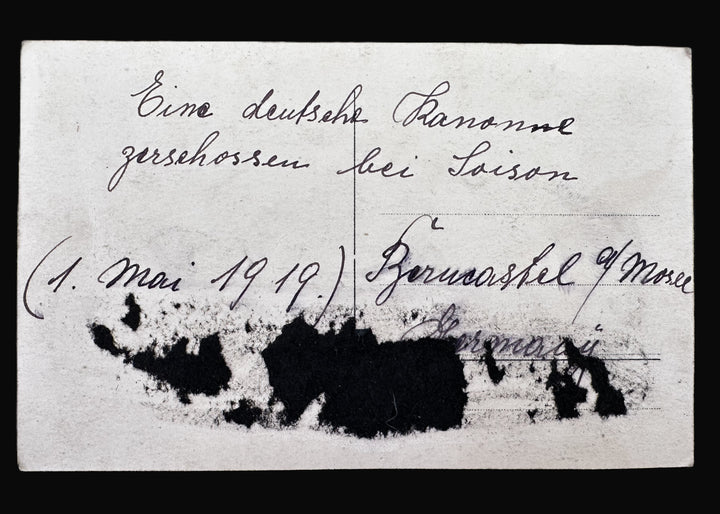 Eine deutsche Kanonne
zerschossen bei Soison
(1. Mai 1919.) Berncastel a/Mosel
Germany